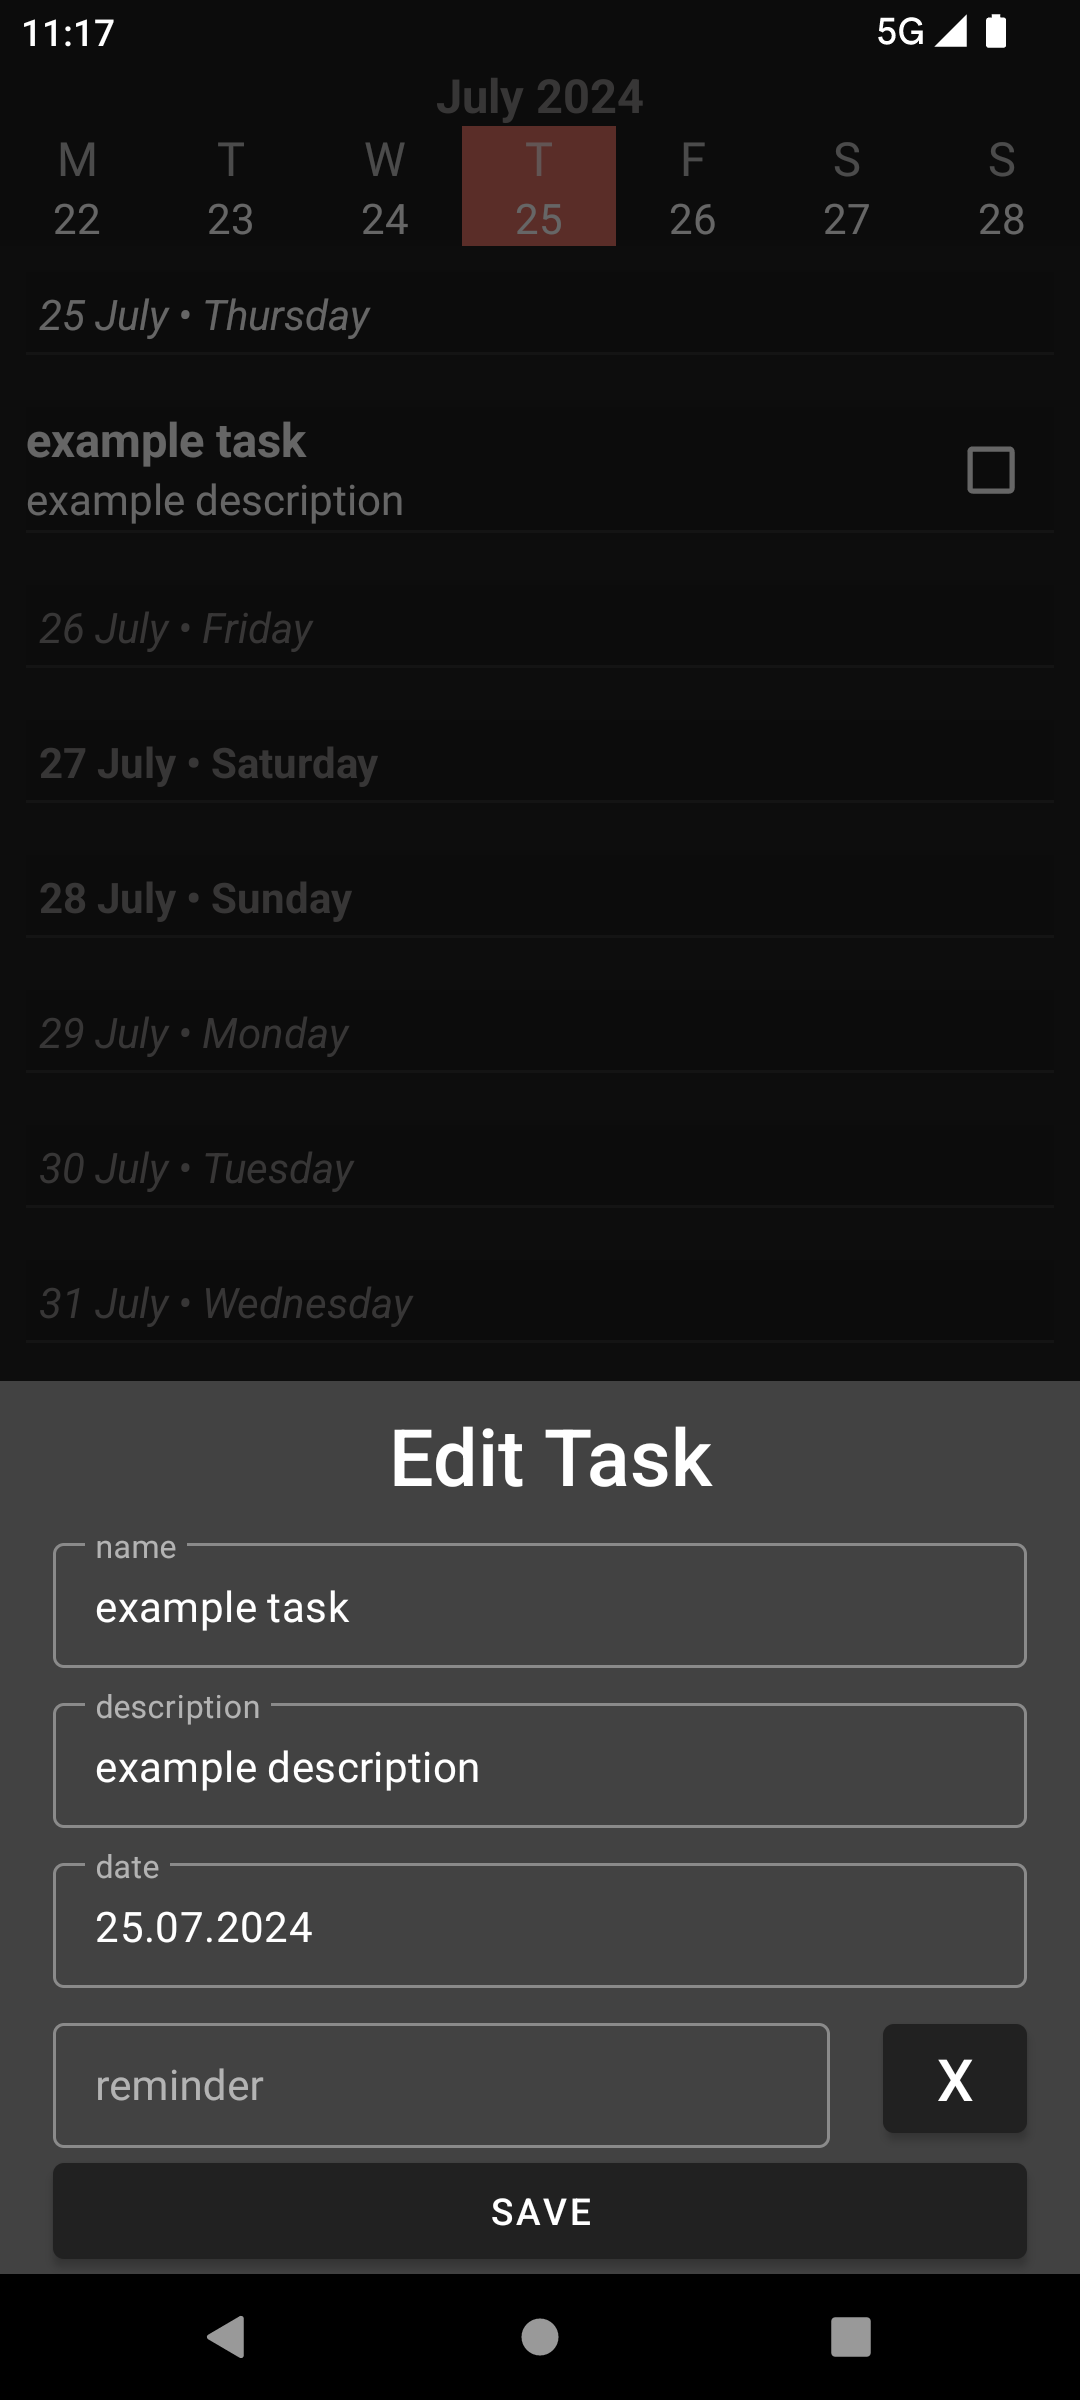 11:17 5G
July 2024
M T W T F S S
22 23 24 25 26 27 28
25 July • Thursday
example task
example description
26 July • Friday
27 July • Saturday
28 July • Sunday
29 July • Monday
30 July • Tuesday
31 July • Wednesday
Edit Task
name
example task
description
example description
date
25.07.2024
reminder X
SAVE